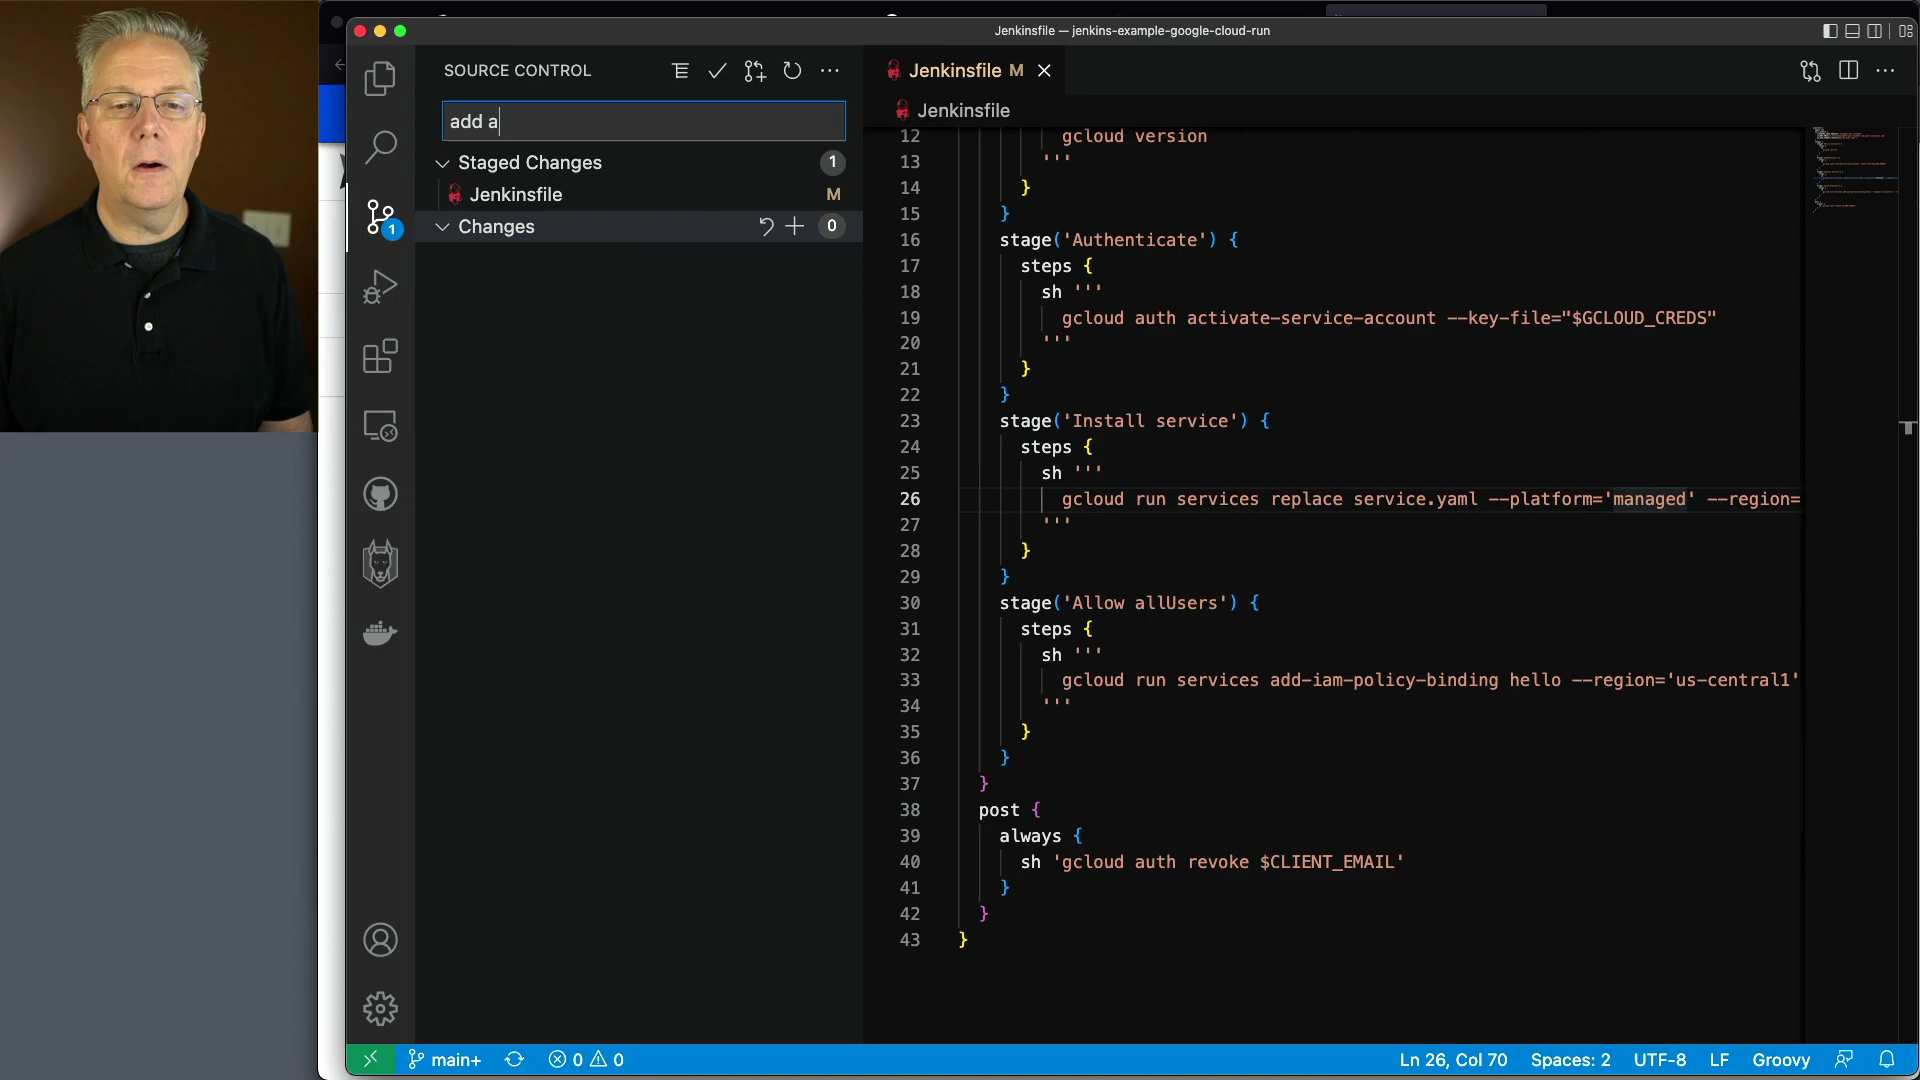 Jenkinsfile — jenkins-example-google-cloud-run
SOURCE CONTROL
add a
Staged Changes
1
Jenkinsfile
M
Changes
0
1
Jenkinsfile M
Jenkinsfile
12 gcloud version
13 '''
14 }
15 }
16 stage('Authenticate') {
17 steps {
18 sh '''
19 gcloud auth activate-service-account --key-file="$GCLOUD_CREDS"
20 '''
21 }
22 }
23 stage('Install service') {
24 steps {
25 sh '''
26 gcloud run services replace service.yaml --platform='managed' --region=
27 '''
28 }
29 }
30 stage('Allow allUsers') {
31 steps {
32 sh '''
33 gcloud run services add-iam-policy-binding hello --region='us-central1'
34 '''
35 }
36 }
37 }
38 post {
39 always {
40 sh 'gcloud auth revoke $CLIENT_EMAIL'
41 }
42 }
43 }
main+ 0 0 Ln 26, Col 70 Spaces: 2 UTF-8 LF Groovy